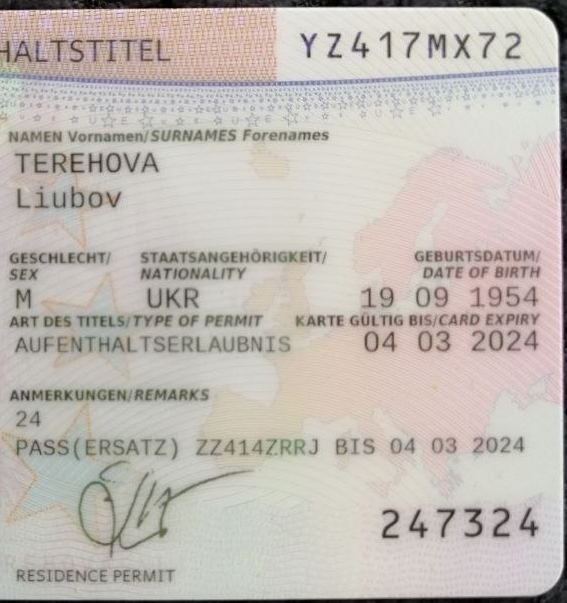 HALTSTITEL YZ417MX72
NAMEN Vornamen/SURNAMES Forenames
TEREHOVA
Liubov
GESCHLECHT/ STAATSANGEHÖRIGKEIT/ GEBURTSDATUM/
SEX NATIONALITY DATE OF BIRTH
M UKR 19 09 1954
ART DES TITELS/TYPE OF PERMIT KARTE GÜLTIG BIS/CARD EXPIRY
AUFENTHALTSERLAUBNIS 04 03 2024
ANMERKUNGEN/REMARKS
24
PASS(ERSATZ) ZZ414ZRRJ BIS 04 03 2024
247324
RESIDENCE PERMIT